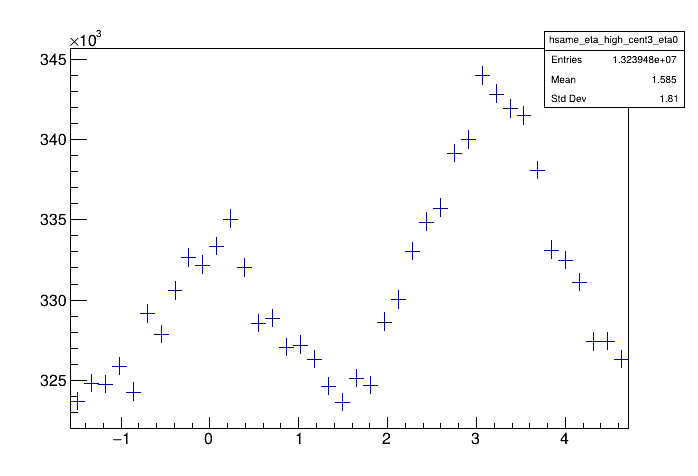 ×10³
hsame_eta_high_cent3_eta0
Entries 1.323948e+07
Mean 1.585
Std Dev 1.81
345
340
335
330
325
−1 0 1 2 3 4